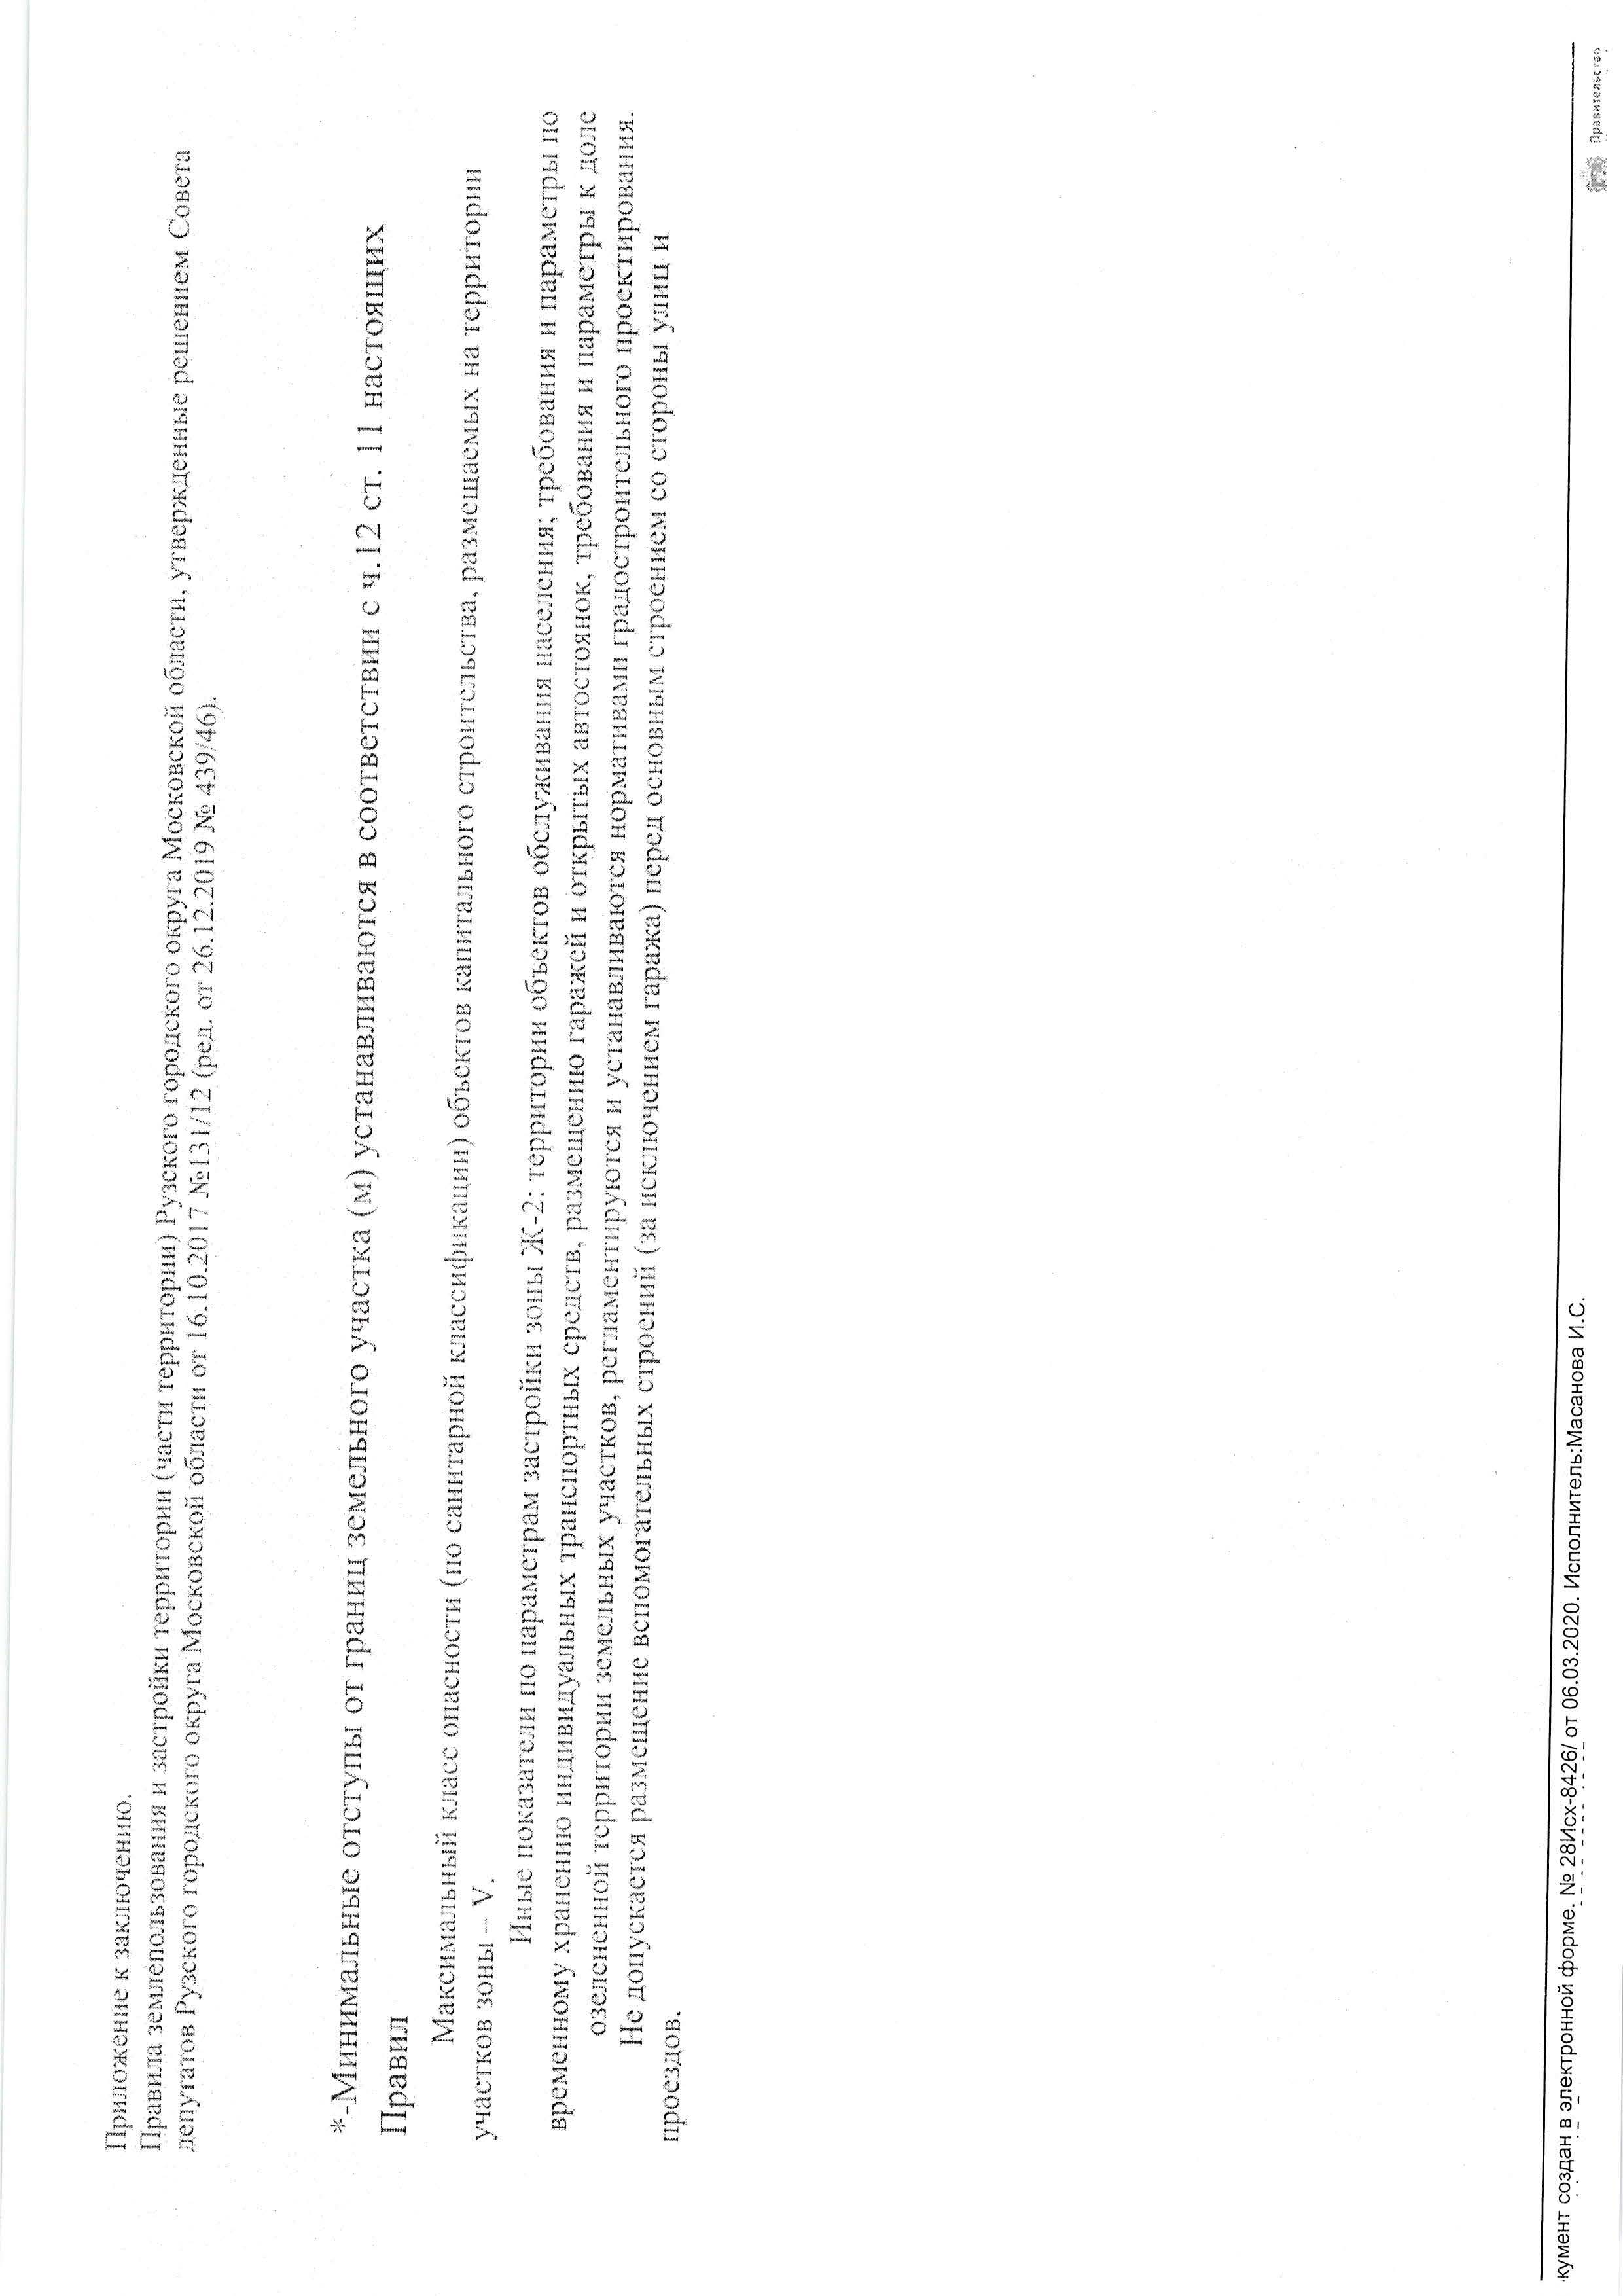 Приложение к заключению.
Правила землепользования и застройки территории (части территории) Рузского городского округа Московской области, утвержденные решением Совета
депутатов Рузского городского округа Московской области от 16.10.2017 №131/12 (ред. от 26.12.2019 № 439/46).
*-Минимальные отступы от границ земельного участка (м) устанавливаются в соответствии с ч.12 ст. 11 настоящих
Правил
Максимальный класс опасности (по санитарной классификации) объектов капитального строительства, размещаемых на территории
участков зоны – V.
Иные показатели по параметрам застройки зоны Ж-2: территории объектов обслуживания населения; требования и параметры по
временному хранению индивидуальных транспортных средств, размещению гаражей и открытых автостоянок, требования и параметры к доле
озелененной территории земельных участков, регламентируются и устанавливаются нормативами градостроительного проектирования.
Не допускается размещение вспомогательных строений (за исключением гаража) перед основным строением со стороны улиц и
проездов.
кумент создан в электронной форме. № 28Исх-8426/ от 06.03.2020. Исполнитель:Масанова И.С.
Правительство